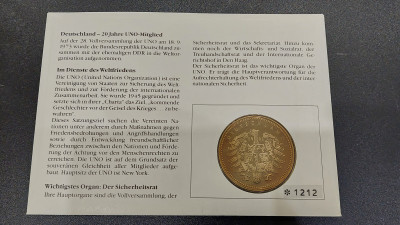 Deutschland – 20 Jahre UNO-Mitglied
Auf der 28. Vollversammlung der UNO am 18. 9.
1973 wurde die Bundesrepublik Deutschland zu-
sammen mit der ehemaligen DDR in die Weltor-
ganisation aufgenommen.
Im Dienste des Weltfriedens
Die UNO (United Nations Organization) ist eine
Vereinigung von Staaten zur Sicherung des Welt-
friedens und zur Förderung der internationalen
Zusammenarbeit. Sie wurde 1945 gegründet und
setzte sich in ihrer „Charta“ das Ziel, „Kommende
Geschlechter vor der Geisel des Krieges ... zu be-
wahren“
Dieses Satzungsziel suchten die Vereinten Na-
tionen unter anderem durch Maßnahmen gegen
Friedensbedrohungen und Angriffshandlungen
sowie durch Entwicklung freundschaftlicher
Beziehungen zwischen den Nationen und Förde-
rung der Achtung vor den Menschenrechten zu
erreichen. Die UNO ist auf dem Grundsatz der
souveränen Gleichheit aller Mitglieder aufge-
baut. Hauptsitz der UNO ist New York.
Wichtigstes Organ: Der Sicherheitsrat
Ihre Hauptorgane sind die Vollversammlung, der
Sicherheitsrat und das Sekretariat. Hinzu kom-
men noch der Wirtschafts- und Sozialrat, der
Treuhandschaftsrat und der Internationale Ge-
richtshof in Den Haag.
Der Sicherheitsrat ist das wichtigste Organ der
UNO. Er trägt die Hauptverantwortung für die
Aufrechterhaltung des Weltfriedens und der inter-
nationalen Sicherheit.
✻ 1212